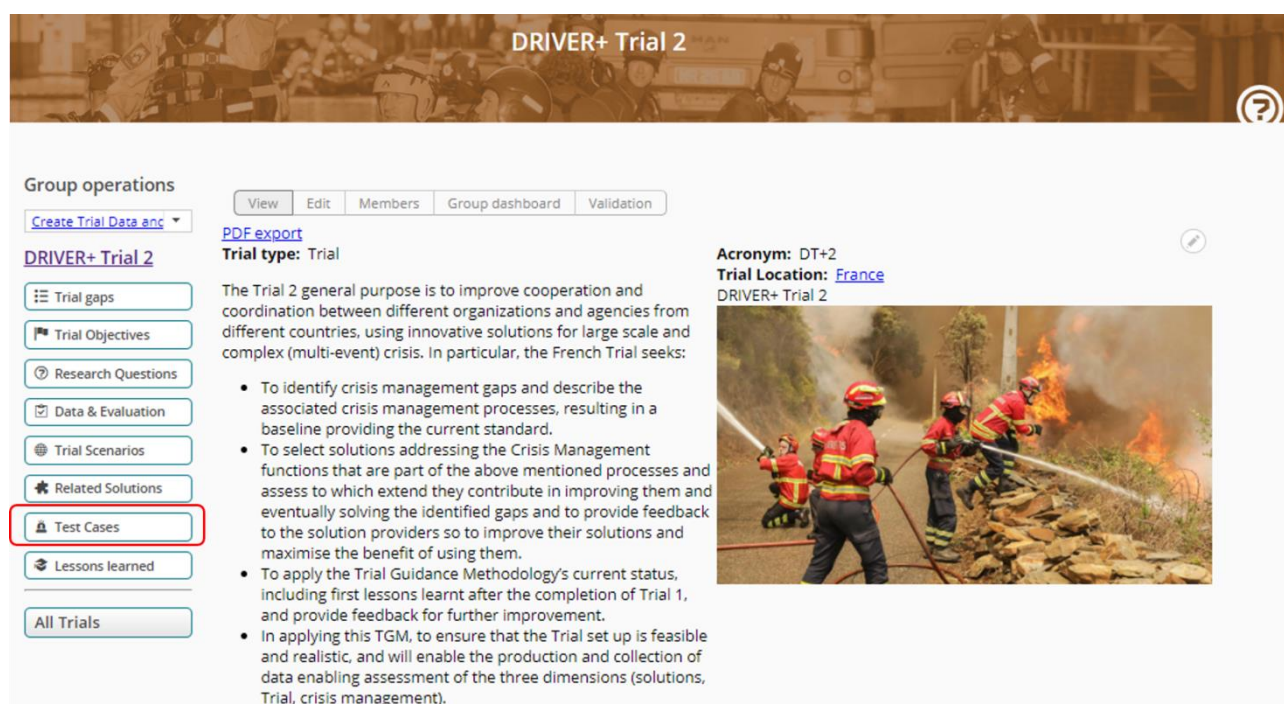 DRIVER+ Trial 2
Group operations
Create Trial Data anc
DRIVER+ Trial 2
Trial gaps
Trial Objectives
Research Questions
Data & Evaluation
Trial Scenarios
Related Solutions
Test Cases
Lessons learned
All Trials
View Edit Members Group dashboard Validation
PDF export
Trial type: Trial
The Trial 2 general purpose is to improve cooperation and
coordination between different organizations and agencies from
different countries, using innovative solutions for large scale and
complex (multi-event) crisis. In particular, the French Trial seeks:
• To identify crisis management gaps and describe the
associated crisis management processes, resulting in a
baseline providing the current standard.
• To select solutions addressing the Crisis Management
functions that are part of the above mentioned processes and
assess to which extend they contribute in improving them and
eventually solving the identified gaps and to provide feedback
to the solution providers so to improve their solutions and
maximise the benefit of using them.
• To apply the Trial Guidance Methodology's current status,
including first lessons learnt after the completion of Trial 1,
and provide feedback for further improvement.
• In applying this TGM, to ensure that the Trial set up is feasible
and realistic, and will enable the production and collection of
data enabling assessment of the three dimensions (solutions,
Trial, crisis management).
Acronym: DT+2
Trial Location: France
DRIVER+ Trial 2